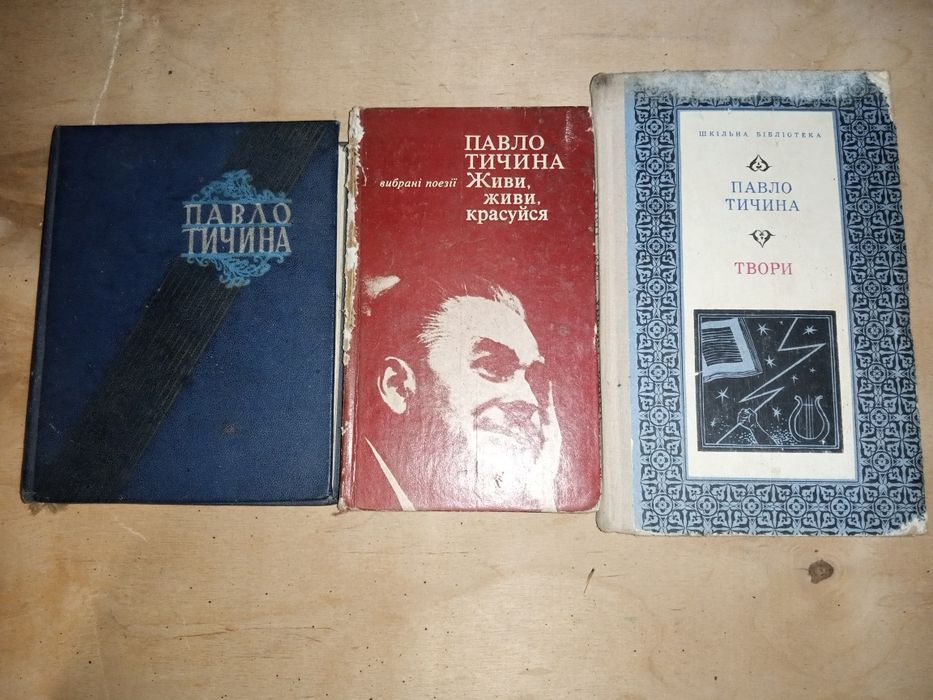 ПАВЛО
ТИЧИНА
ПАВЛО
ТИЧИНА
вибрані поезії Живи,
живи,
красуйся
ШКІЛЬНА БІБЛІОТЕКА
ПАВЛО
ТИЧИНА
ТВОРИ